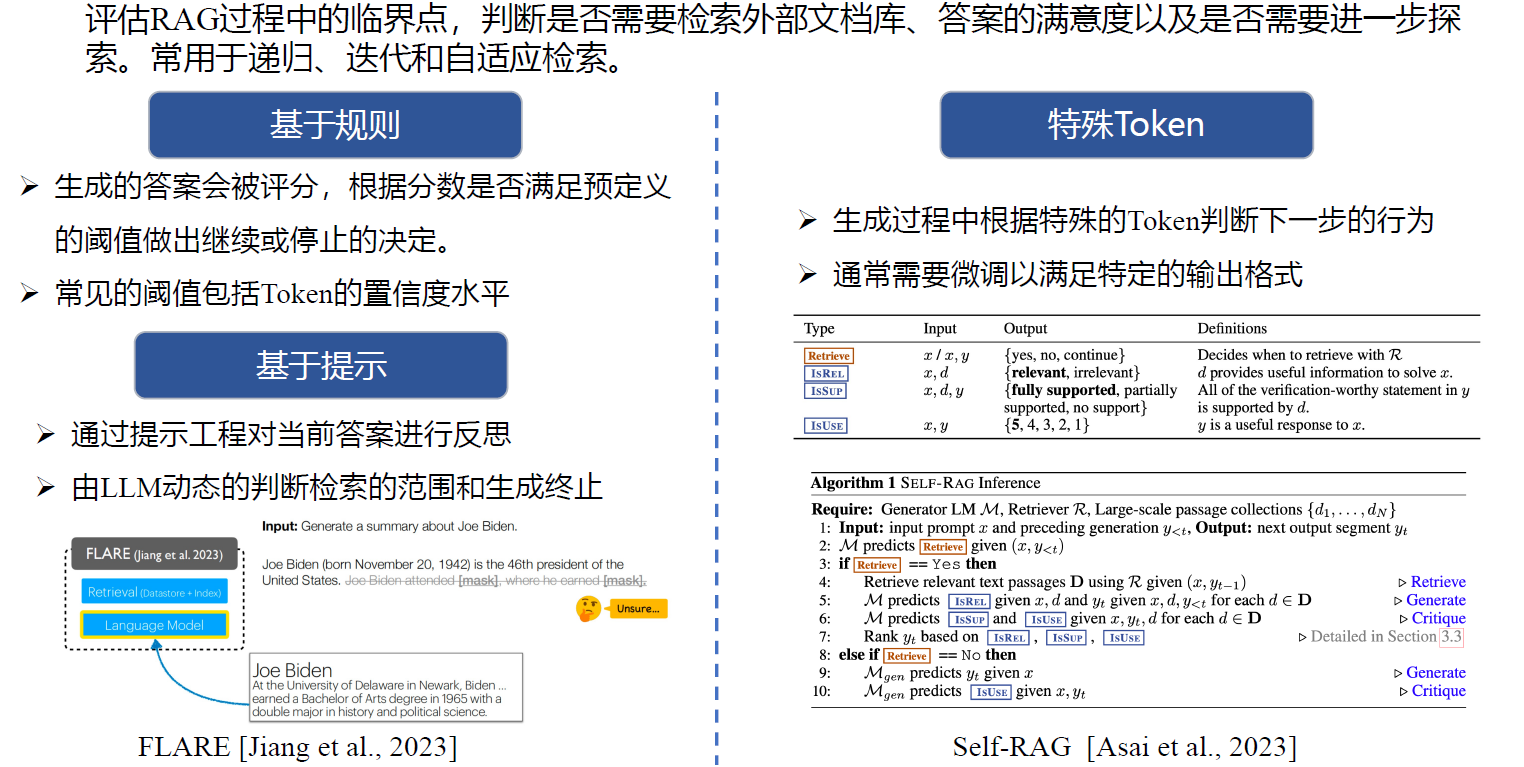 评估RAG过程中的临界点，判断是否需要检索外部文档库、答案的满意度以及是否需要进一步探
索。常用于递归、迭代和自适应检索。
基于规则
➢ 生成的答案会被评分，根据分数是否满足预定义
的阈值做出继续或停止的决定。
➢ 常见的阈值包括Token的置信度水平
基于提示
➢ 通过提示工程对当前答案进行反思
➢ 由LLM动态的判断检索的范围和生成终止
FLARE (Jiang et al. 2023)
Retrieval (Datastore + Index)
Language Model
Input: Generate a summary about Joe Biden.
Joe Biden (born November 20, 1942) is the 46th president of the
United States. Joe Biden attended [mask], where he earned [mask].
Unsure...
Joe Biden
At the University of Delaware in Newark, Biden ...
earned a Bachelor of Arts degree in 1965 with a
double major in history and political science.
FLARE [Jiang et al., 2023]
特殊Token
➢ 生成过程中根据特殊的Token判断下一步的行为
➢ 通常需要微调以满足特定的输出格式
Type Input Output Definitions
Retrieve x / x, y {yes, no, continue} Decides when to retrieve with R
ISREL x, d {relevant, irrelevant} d provides useful information to solve x.
ISSUP x, d, y {fully supported, partially All of the verification-worthy statement in y
supported, no support} is supported by d.
ISUSE x, y {5, 4, 3, 2, 1} y is a useful response to x.
Algorithm 1 SELF-RAG Inference
Require: Generator LM M, Retriever R, Large-scale passage collections {d₁, . . . , d_N}
1: Input: input prompt x and preceding generation y_{<t}, Output: next output segment y_t
2: M predicts Retrieve given (x, y_{<t})
3: if Retrieve == Yes then
4: Retrieve relevant text passages D using R given (x, y_{t−1}) ▷ Retrieve
5: M predicts ISREL given x, d and y_t given x, d, y_{<t} for each d ∈ D ▷ Generate
6: M predicts ISSUP and ISUSE given x, y_t, d for each d ∈ D ▷ Critique
7: Rank y_t based on ISREL , ISSUP , ISUSE ▷ Detailed in Section 3.3
8: else if Retrieve == No then
9: M_{gen} predicts y_t given x ▷ Generate
10: M_{gen} predicts ISUSE given x, y_t ▷ Critique
Self-RAG [Asai et al., 2023]